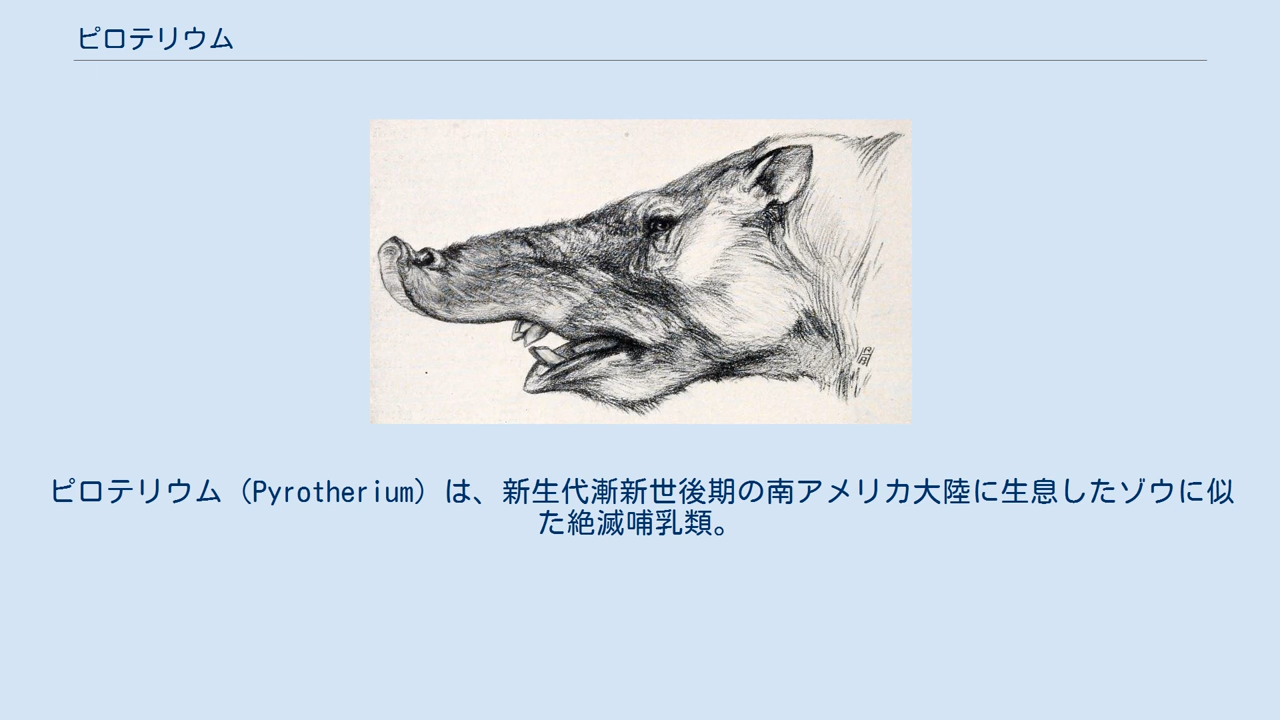 ピロテリウム
ピロテリウム（Pyrotherium）は、新生代漸新世後期の南アメリカ大陸に生息したゾウに似
た絶滅哺乳類。